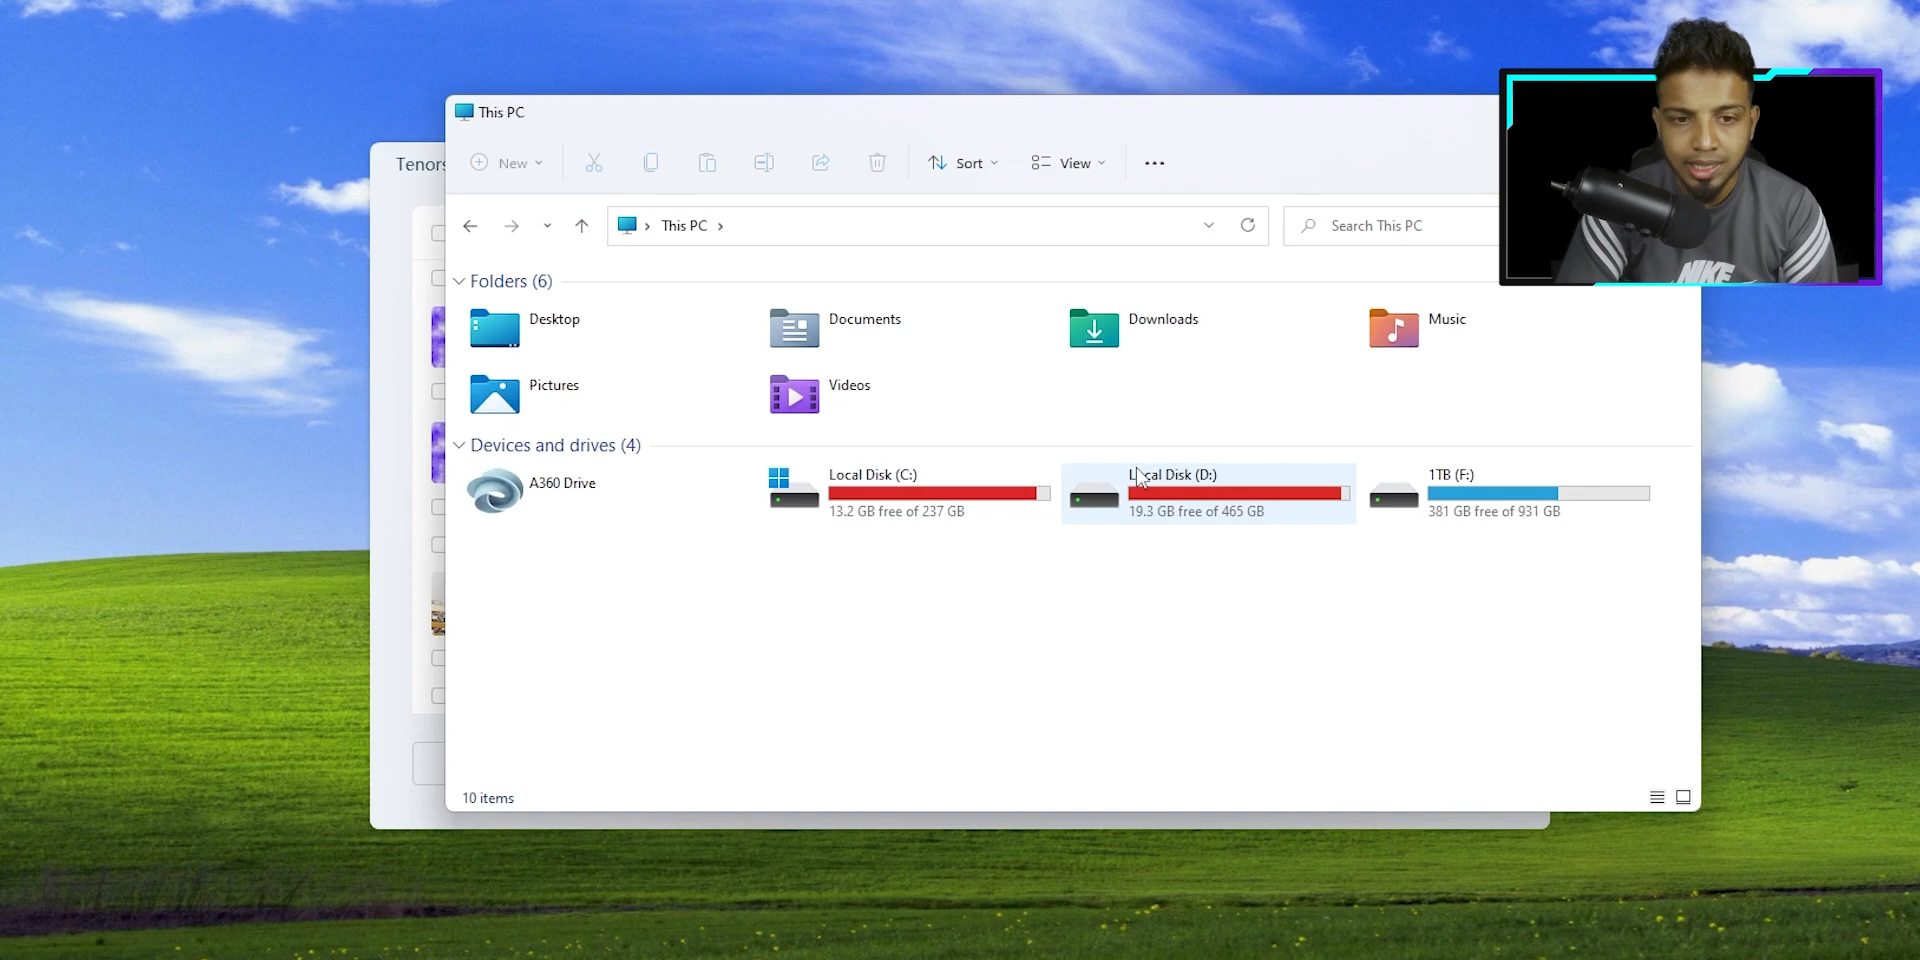 This PC
Tenors
New
Sort
View
This PC
Search This PC
Folders (6)
Desktop
Documents
Downloads
Music
Pictures
Videos
Devices and drives (4)
A360 Drive
Local Disk (C:)
13.2 GB free of 237 GB
Local Disk (D:)
19.3 GB free of 465 GB
1TB (F:)
381 GB free of 931 GB
10 items
NIKE